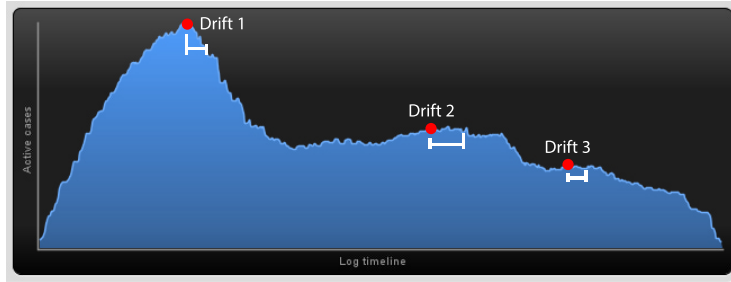 Drift 1
Drift 2
Drift 3
Active cases
Log timeline